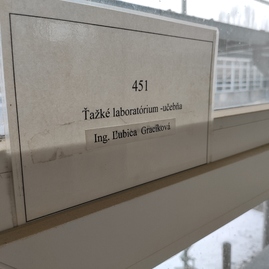 451
Ťažké laboratórium -učebňa
Ing. Ľubica Gracíková